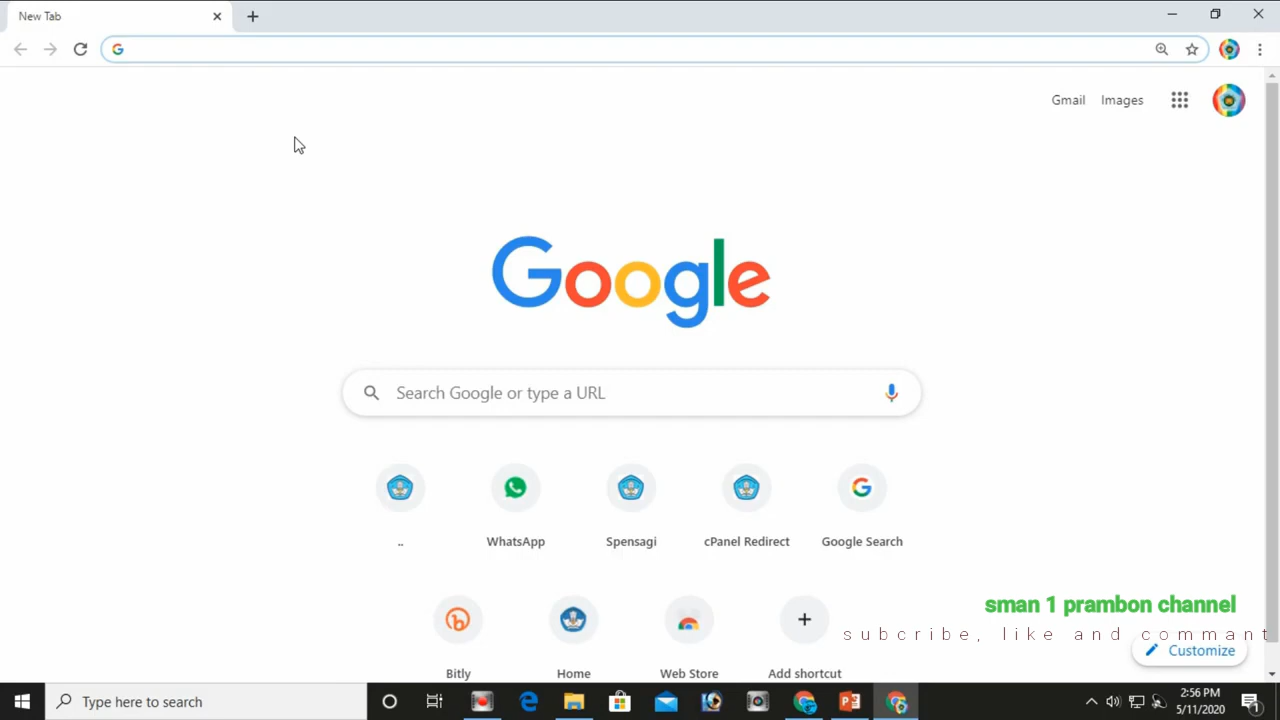 New Tab
Gmail Images
Google
Search Google or type a URL
.. WhatsApp Spensagi cPanel Redirect Google Search
sman 1 prambon channel
subcribe, like and commant
Customize
Bitly Home Web Store Add shortcut
Type here to search
2:56 PM
5/11/2020
1